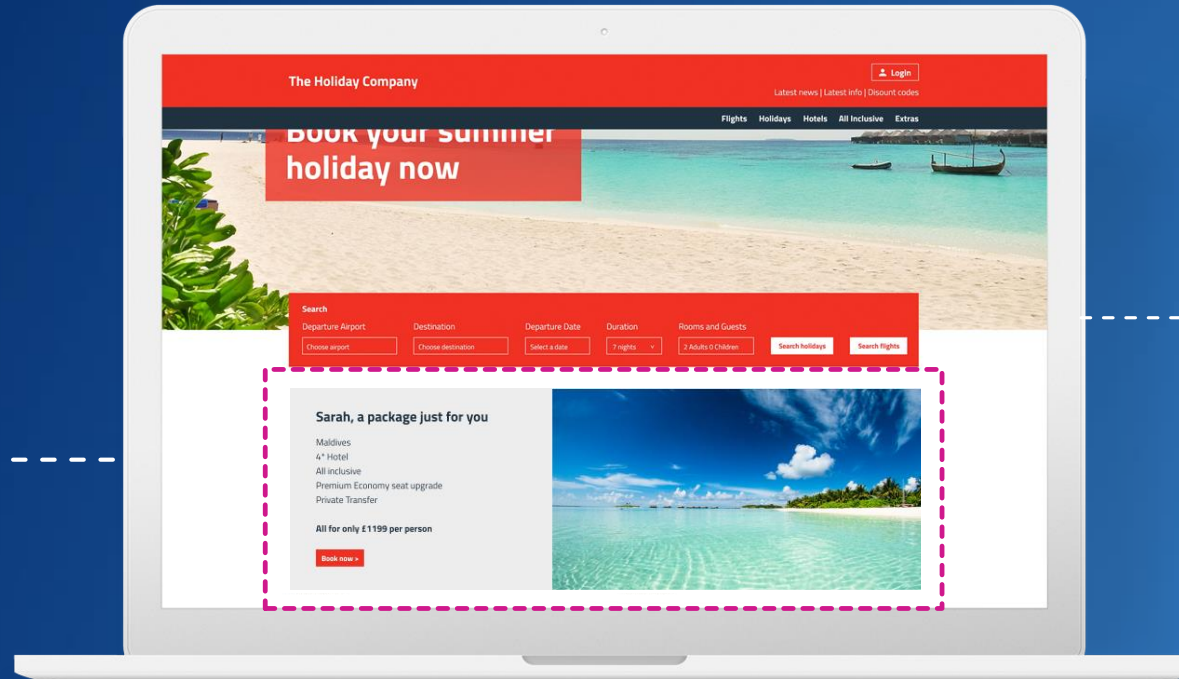 The Holiday Company
Login
Latest news | Latest info | Disount codes
Flights Holidays Hotels All Inclusive Extras
Book your summer
holiday now
Search
Departure Airport Destination Departure Date Duration Rooms and Guests
Choose airport Choose destination Select a date 7 nights 2 Adults 0 Children Search holidays Search flights
Sarah, a package just for you
Maldives
4* Hotel
All inclusive
Premium Economy seat upgrade
Private Transfer
All for only £1199 per person
Book now »